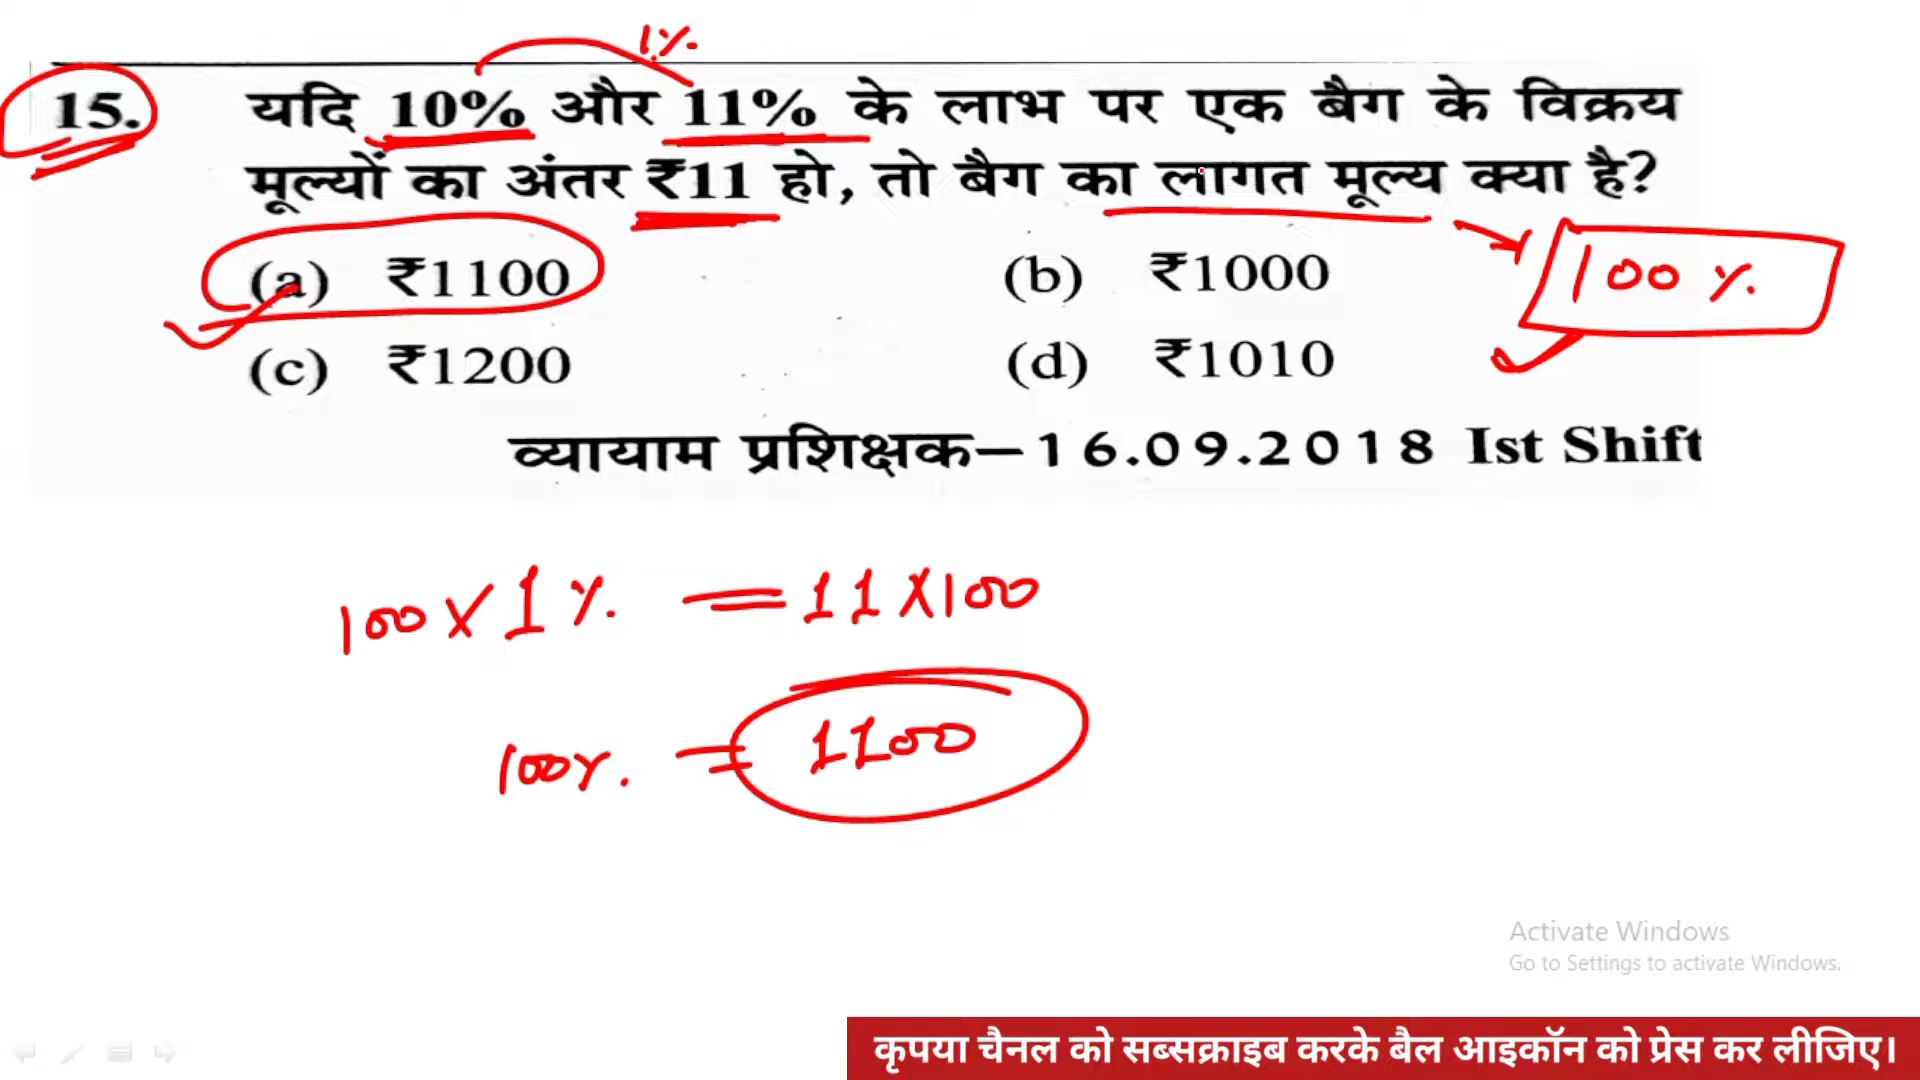 1%
15. यदि 10% और 11% के लाभ पर एक बैग के विक्रय
मूल्यों का अंतर ₹11 हो, तो बैग का लागत मूल्य क्या है?
(a) ₹1100 (b) ₹1000
100%
(c) ₹1200 (d) ₹1010
व्यायाम प्रशिक्षक–16.09.2018 Ist Shift
100 × 1% = 11 × 100
100%. = 1100
Activate Windows
Go to Settings to activate Windows.
कृपया चैनल को सब्सक्राइब करके बैल आइकॉन को प्रेस कर लीजिए।